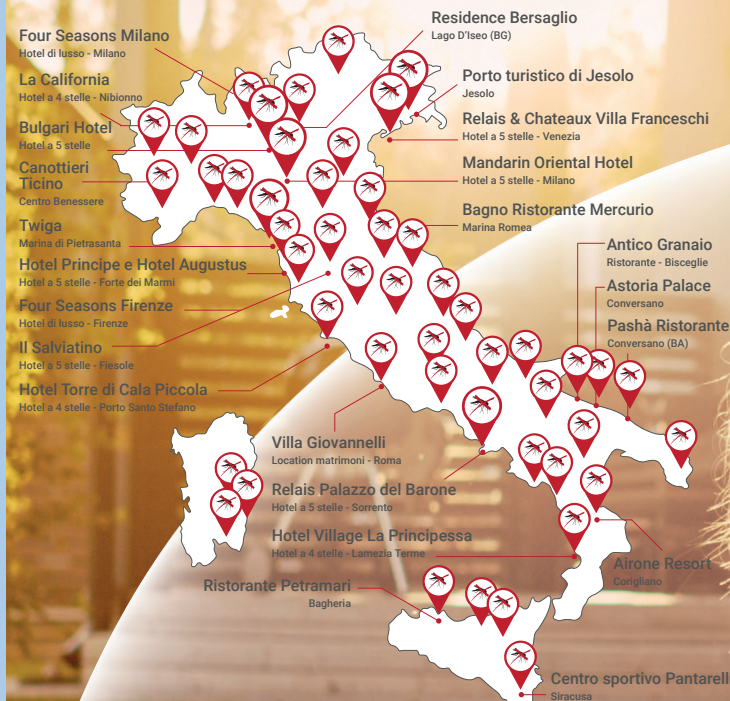 Four Seasons Milano
Hotel di lusso - Milano
La California
Hotel a 4 stelle - Nibionno
Bulgari Hotel
Hotel a 5 stelle
Canottieri
Ticino
Centro Benessere
Twiga
Marina di Pietrasanta
Hotel Principe e Hotel Augustus
Hotel a 5 stelle - Forte dei Marmi
Four Seasons Firenze
Hotel di lusso - Firenze
Il Salviatino
Hotel a 5 stelle - Fiesole
Hotel Torre di Cala Piccola
Hotel a 4 stelle - Porto Santo Stefano
Residence Bersaglio
Lago D'Iseo (BG)
Porto turistico di Jesolo
Jesolo
Relais & Chateaux Villa Franceschi
Hotel a 5 stelle - Venezia
Mandarin Oriental Hotel
Hotel a 5 stelle - Milano
Bagno Ristorante Mercurio
Marina Romea
Antico Granaio
Ristorante - Bisceglie
Astoria Palace
Conversano
Pashà Ristorante
Conversano (BA)
Villa Giovannelli
Location matrimoni - Roma
Relais Palazzo del Barone
Hotel a 5 stelle - Sorrento
Hotel Village La Principessa
Hotel a 4 stelle - Lamezia Terme
Airone Resort
Corigliano
Ristorante Petramari
Bagheria
Centro sportivo Pantarell
Siracusa